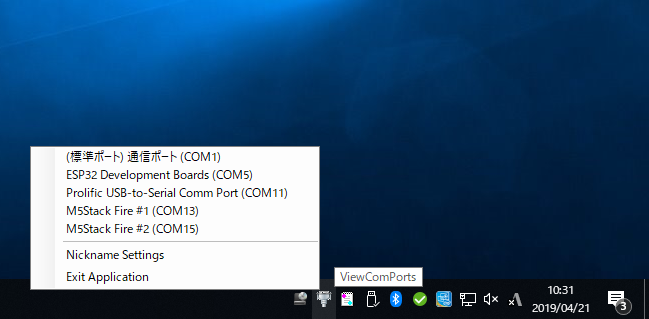 (標準ポート) 通信ポート (COM1)
ESP32 Development Boards (COM5)
Prolific USB-to-Serial Comm Port (COM11)
M5Stack Fire #1 (COM13)
M5Stack Fire #2 (COM15)
Nickname Settings
Exit Application
ViewComPorts
10:31
2019/04/21
3
A